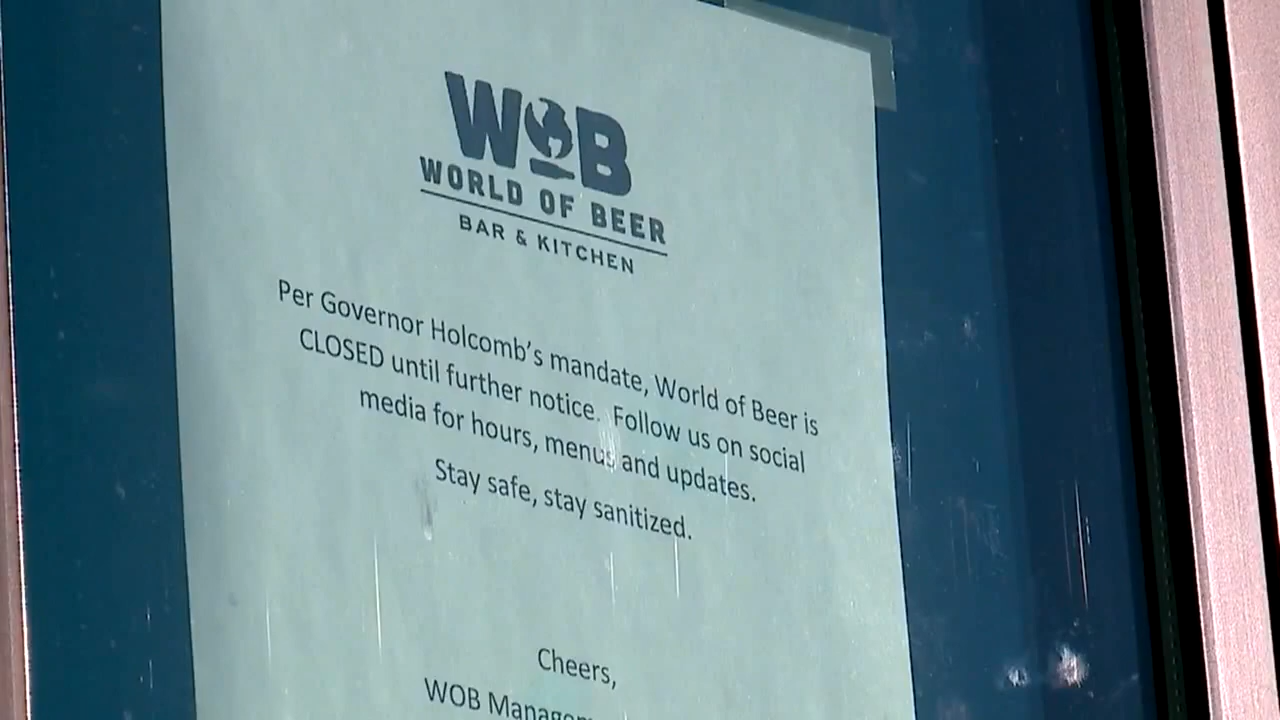 WOB
WORLD OF BEER
BAR & KITCHEN
Per Governor Holcomb's mandate, World of Beer is
CLOSED until further notice. Follow us on social
media for hours, menus and updates.
Stay safe, stay sanitized.
Cheers,
WOB